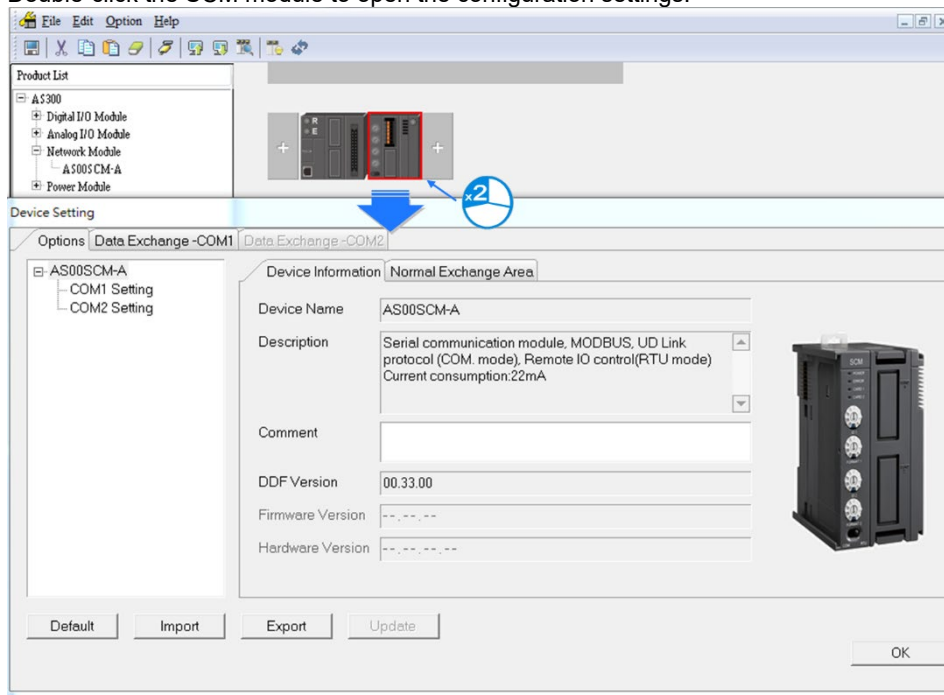 Double-click the SCM module to open the configuration settings.
File Edit Option Help
Product List
AS300
Digital I/O Module
Analog I/O Module
Network Module
AS00SCM-A
Power Module
R
E
×2
Device Setting
Options Data Exchange -COM1 Data Exchange -COM2
AS00SCM-A
COM1 Setting
COM2 Setting
Device Information Normal Exchange Area
Device Name AS00SCM-A
Description Serial communication module, MODBUS, UD Link
protocol (COM. mode), Remote IO control(RTU mode)
Current consumption:22mA
SCM
Comment
DDF Version 00.33.00
Firmware Version --.--.--
Hardware Version --.--.--.--
Default Import Export Update
OK